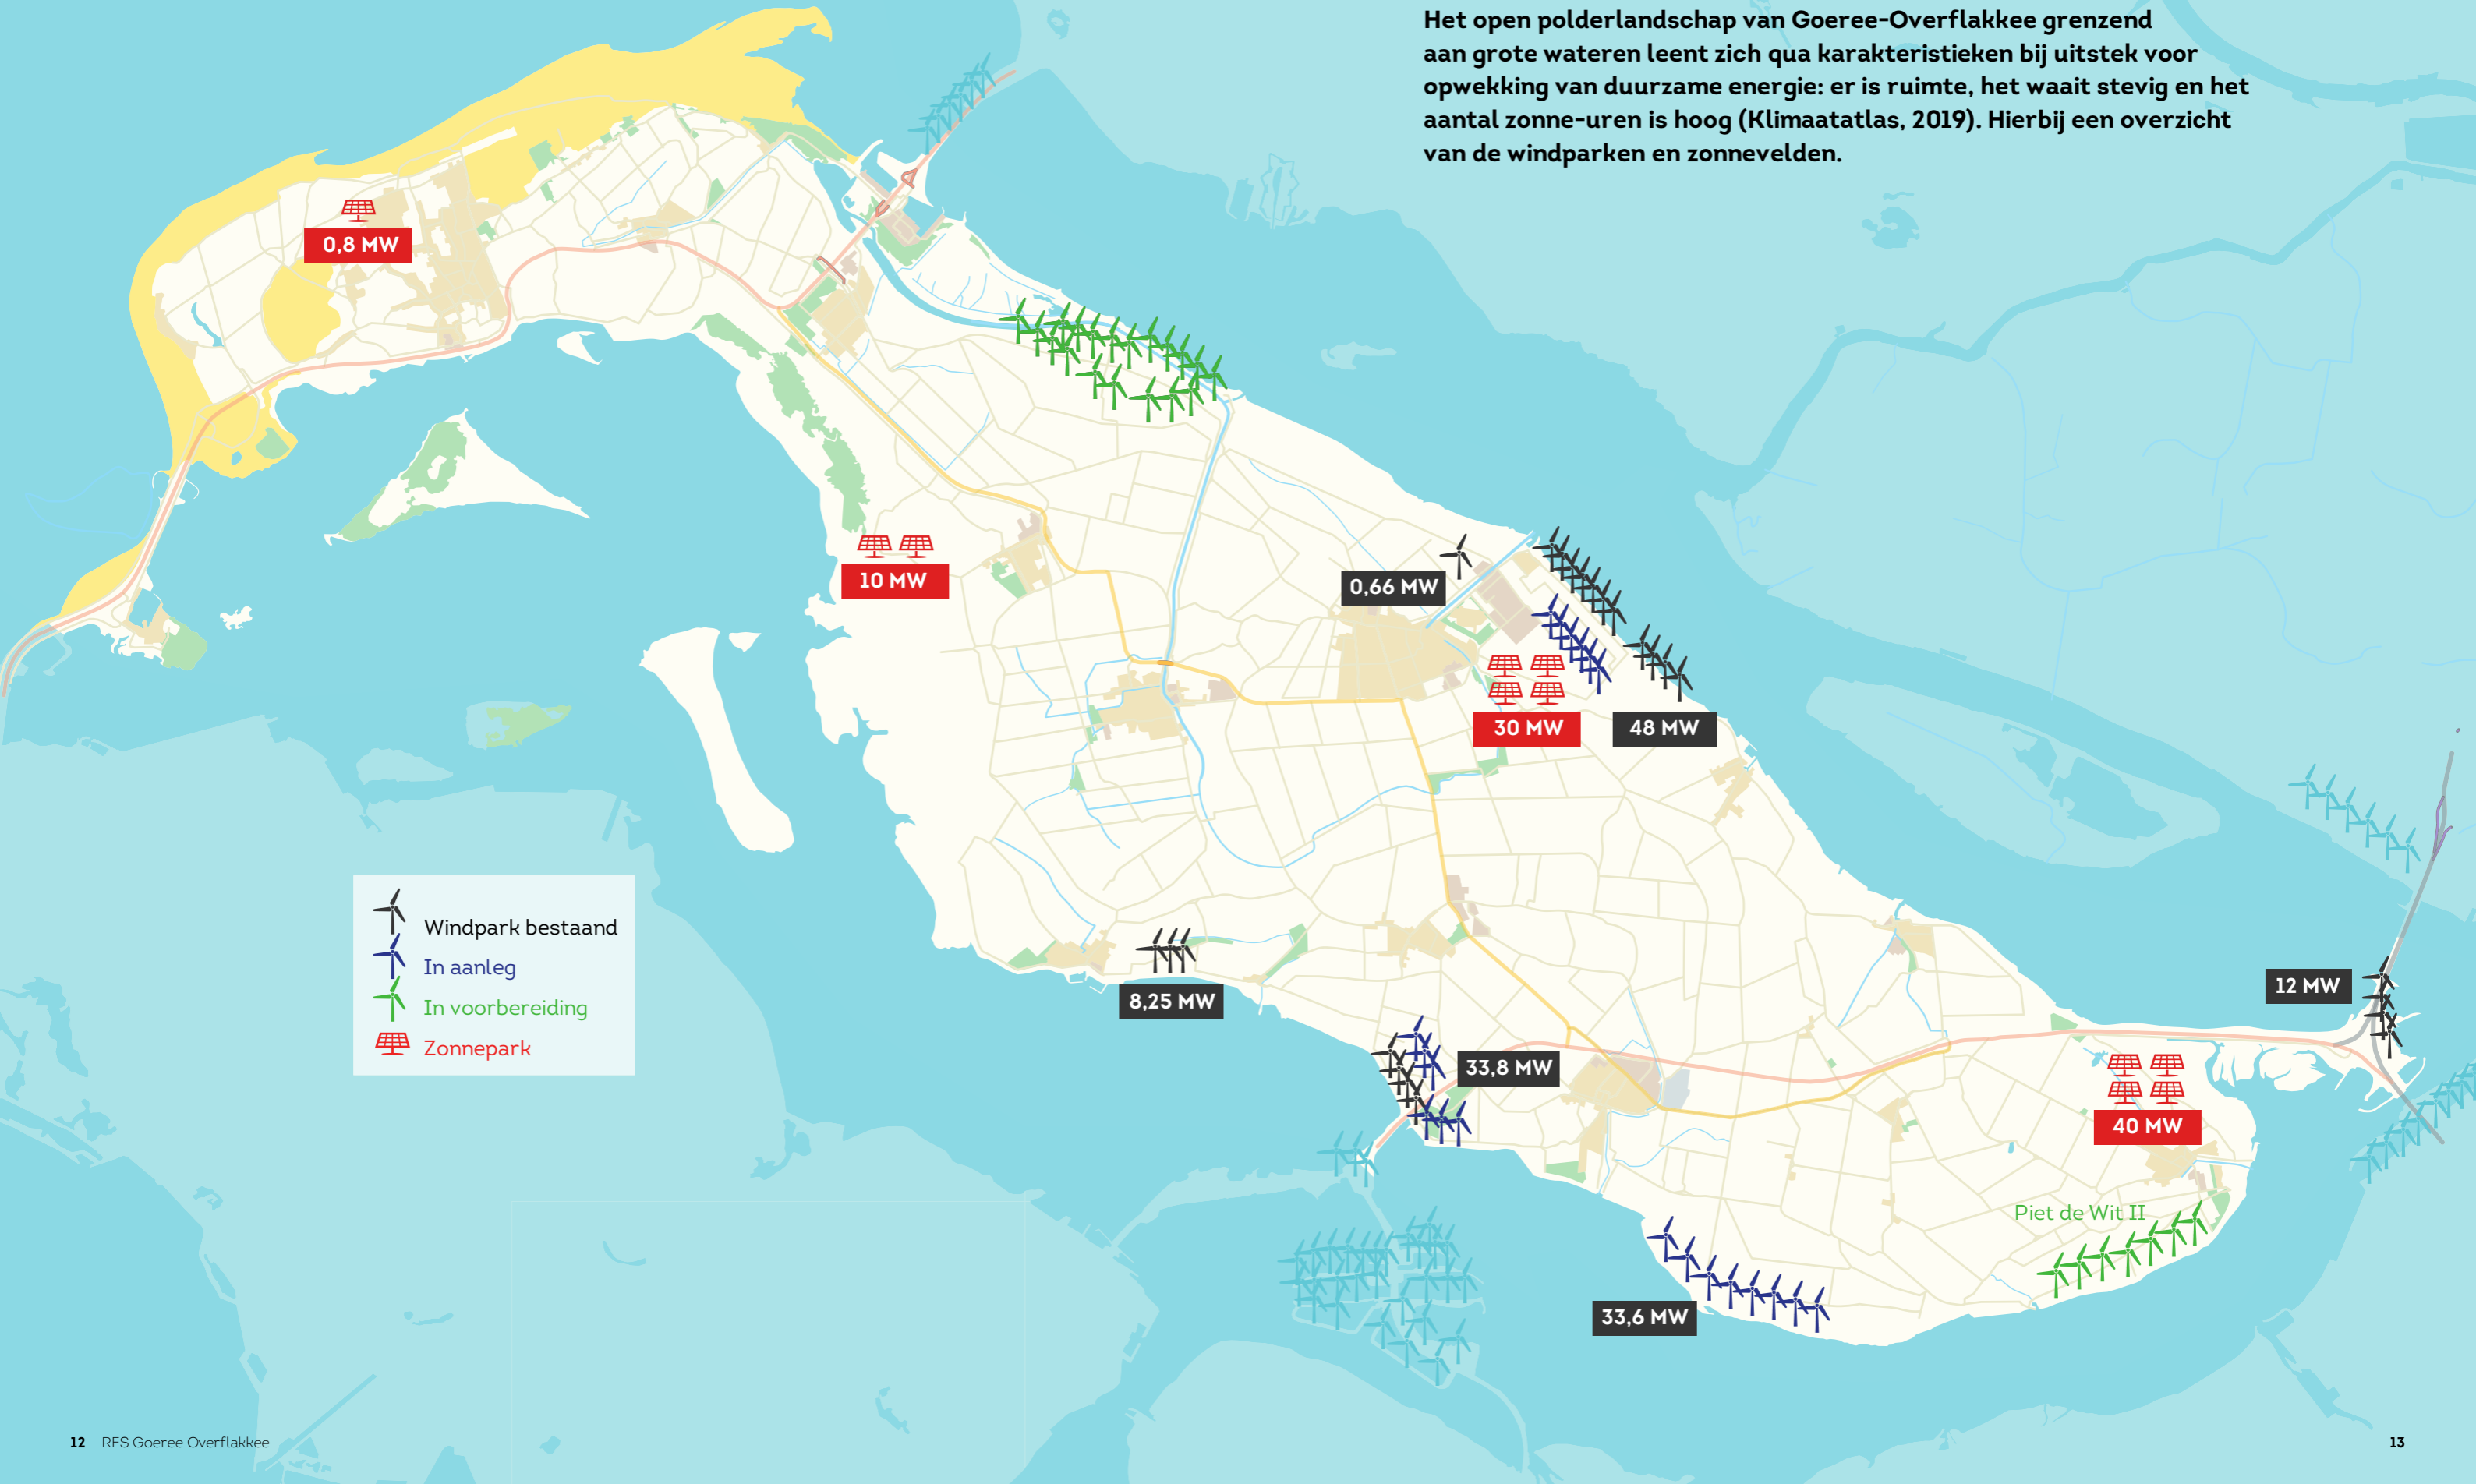 Het open polderlandschap van Goeree-Overflakkee grenzend
aan grote wateren leent zich qua karakteristieken bij uitstek voor
opwekking van duurzame energie: er is ruimte, het waait stevig en het
aantal zonne-uren is hoog (Klimaatatlas, 2019). Hierbij een overzicht
van de windparken en zonnevelden.
0,8 MW
10 MW
0,66 MW
30 MW
48 MW
Windpark bestaand
In aanleg
In voorbereiding
Zonnepark
8,25 MW
12 MW
33,8 MW
40 MW
Piet de Wit II
33,6 MW
12 RES Goeree Overflakkee
13